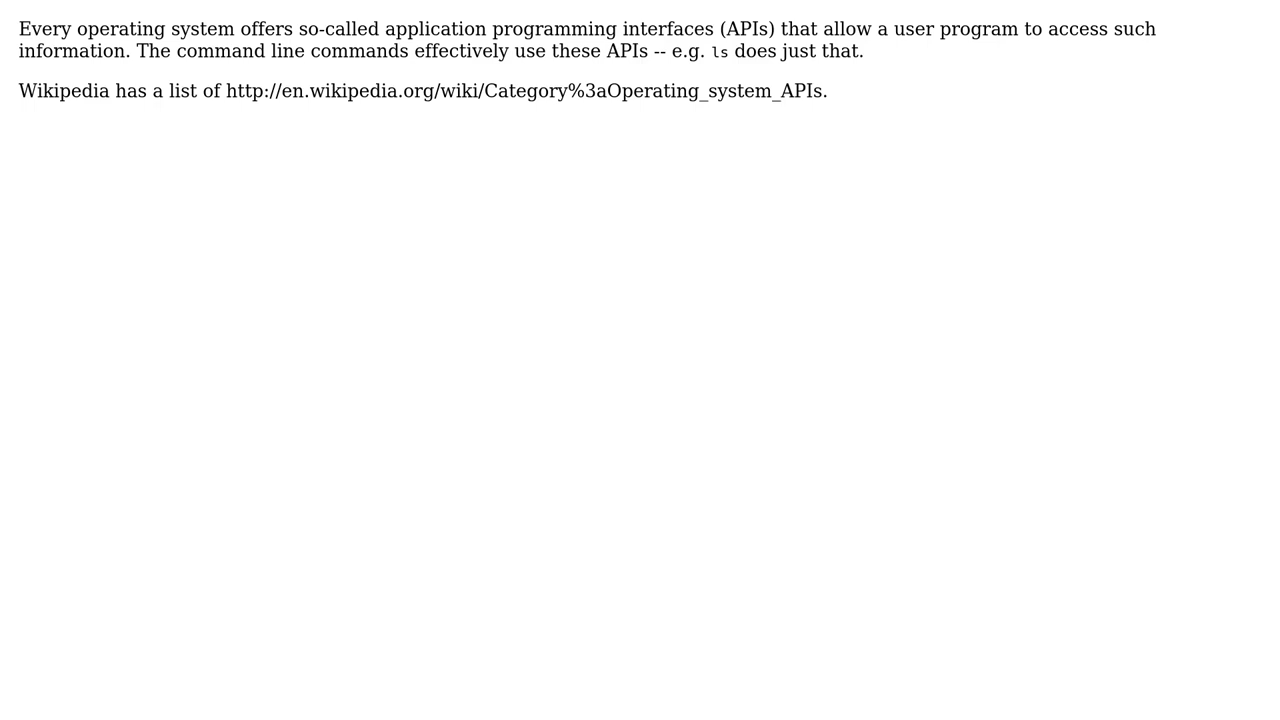 Every operating system offers so-called application programming interfaces (APIs) that allow a user program to access such
information. The command line commands effectively use these APIs -- e.g. ls does just that.
Wikipedia has a list of http://en.wikipedia.org/wiki/Category%3aOperating_system_APIs.